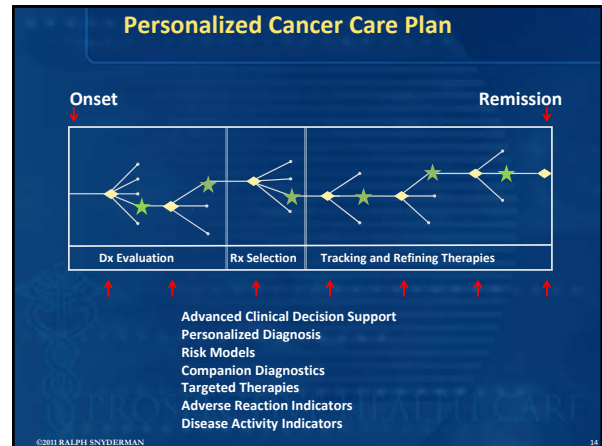 Personalized Cancer Care Plan
Onset
Remission
Dx Evaluation
Rx Selection
Tracking and Refining Therapies
Advanced Clinical Decision Support
Personalized Diagnosis
Risk Models
Companion Diagnostics
Targeted Therapies
Adverse Reaction Indicators
Disease Activity Indicators
©2011 RALPH SNYDERMAN
14